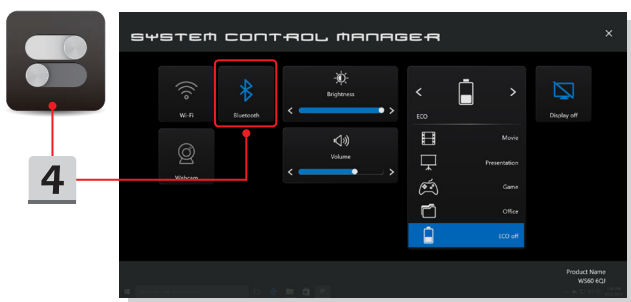 SYSTEM CONTROL MANAGER
Wi-Fi
Bluetooth
Brightness
ECO
Display off
Movie
Webcam
Volume
Presentation
Game
Office
ECO off
4
Product Name
WS60 6QJ